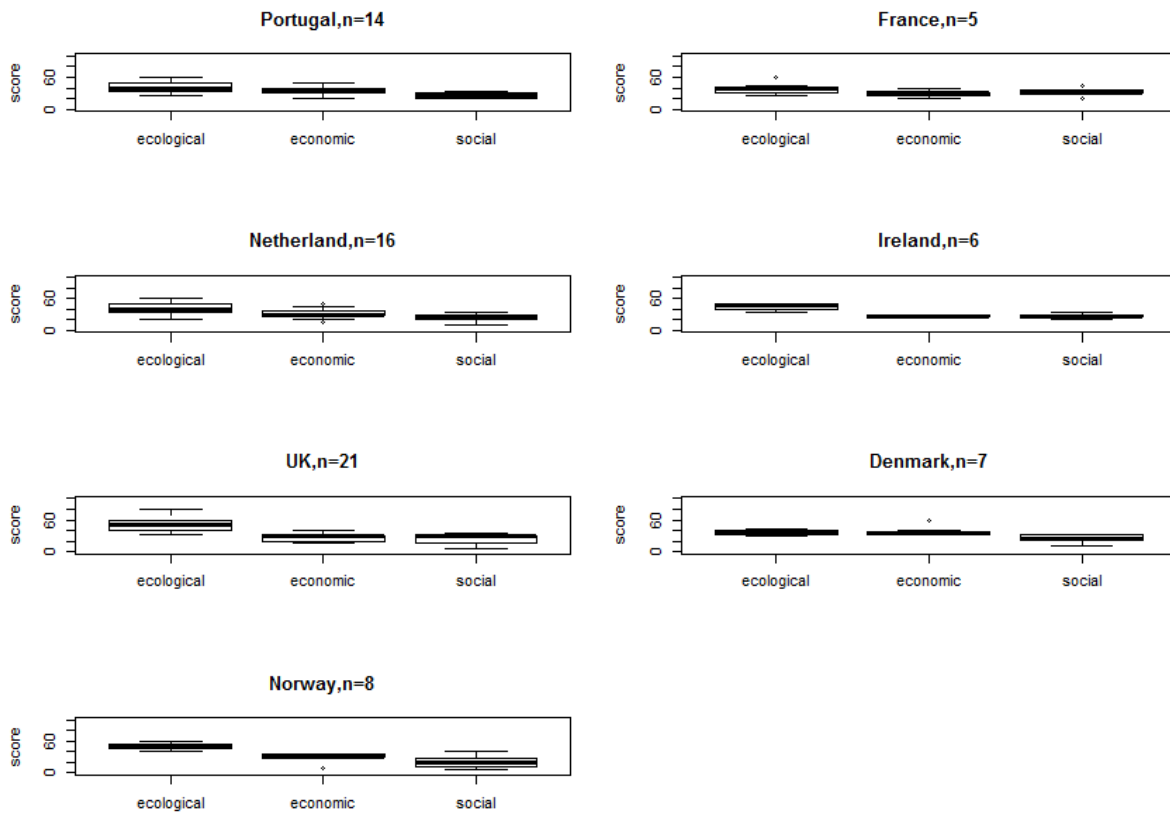 Portugal,n=14
score
60
0
ecological economic social
France,n=5
score
60
0
ecological economic social
Netherland,n=16
score
60
0
ecological economic social
Ireland,n=6
score
60
0
ecological economic social
UK,n=21
score
60
0
ecological economic social
Denmark,n=7
score
60
0
ecological economic social
Norway,n=8
score
60
0
ecological economic social